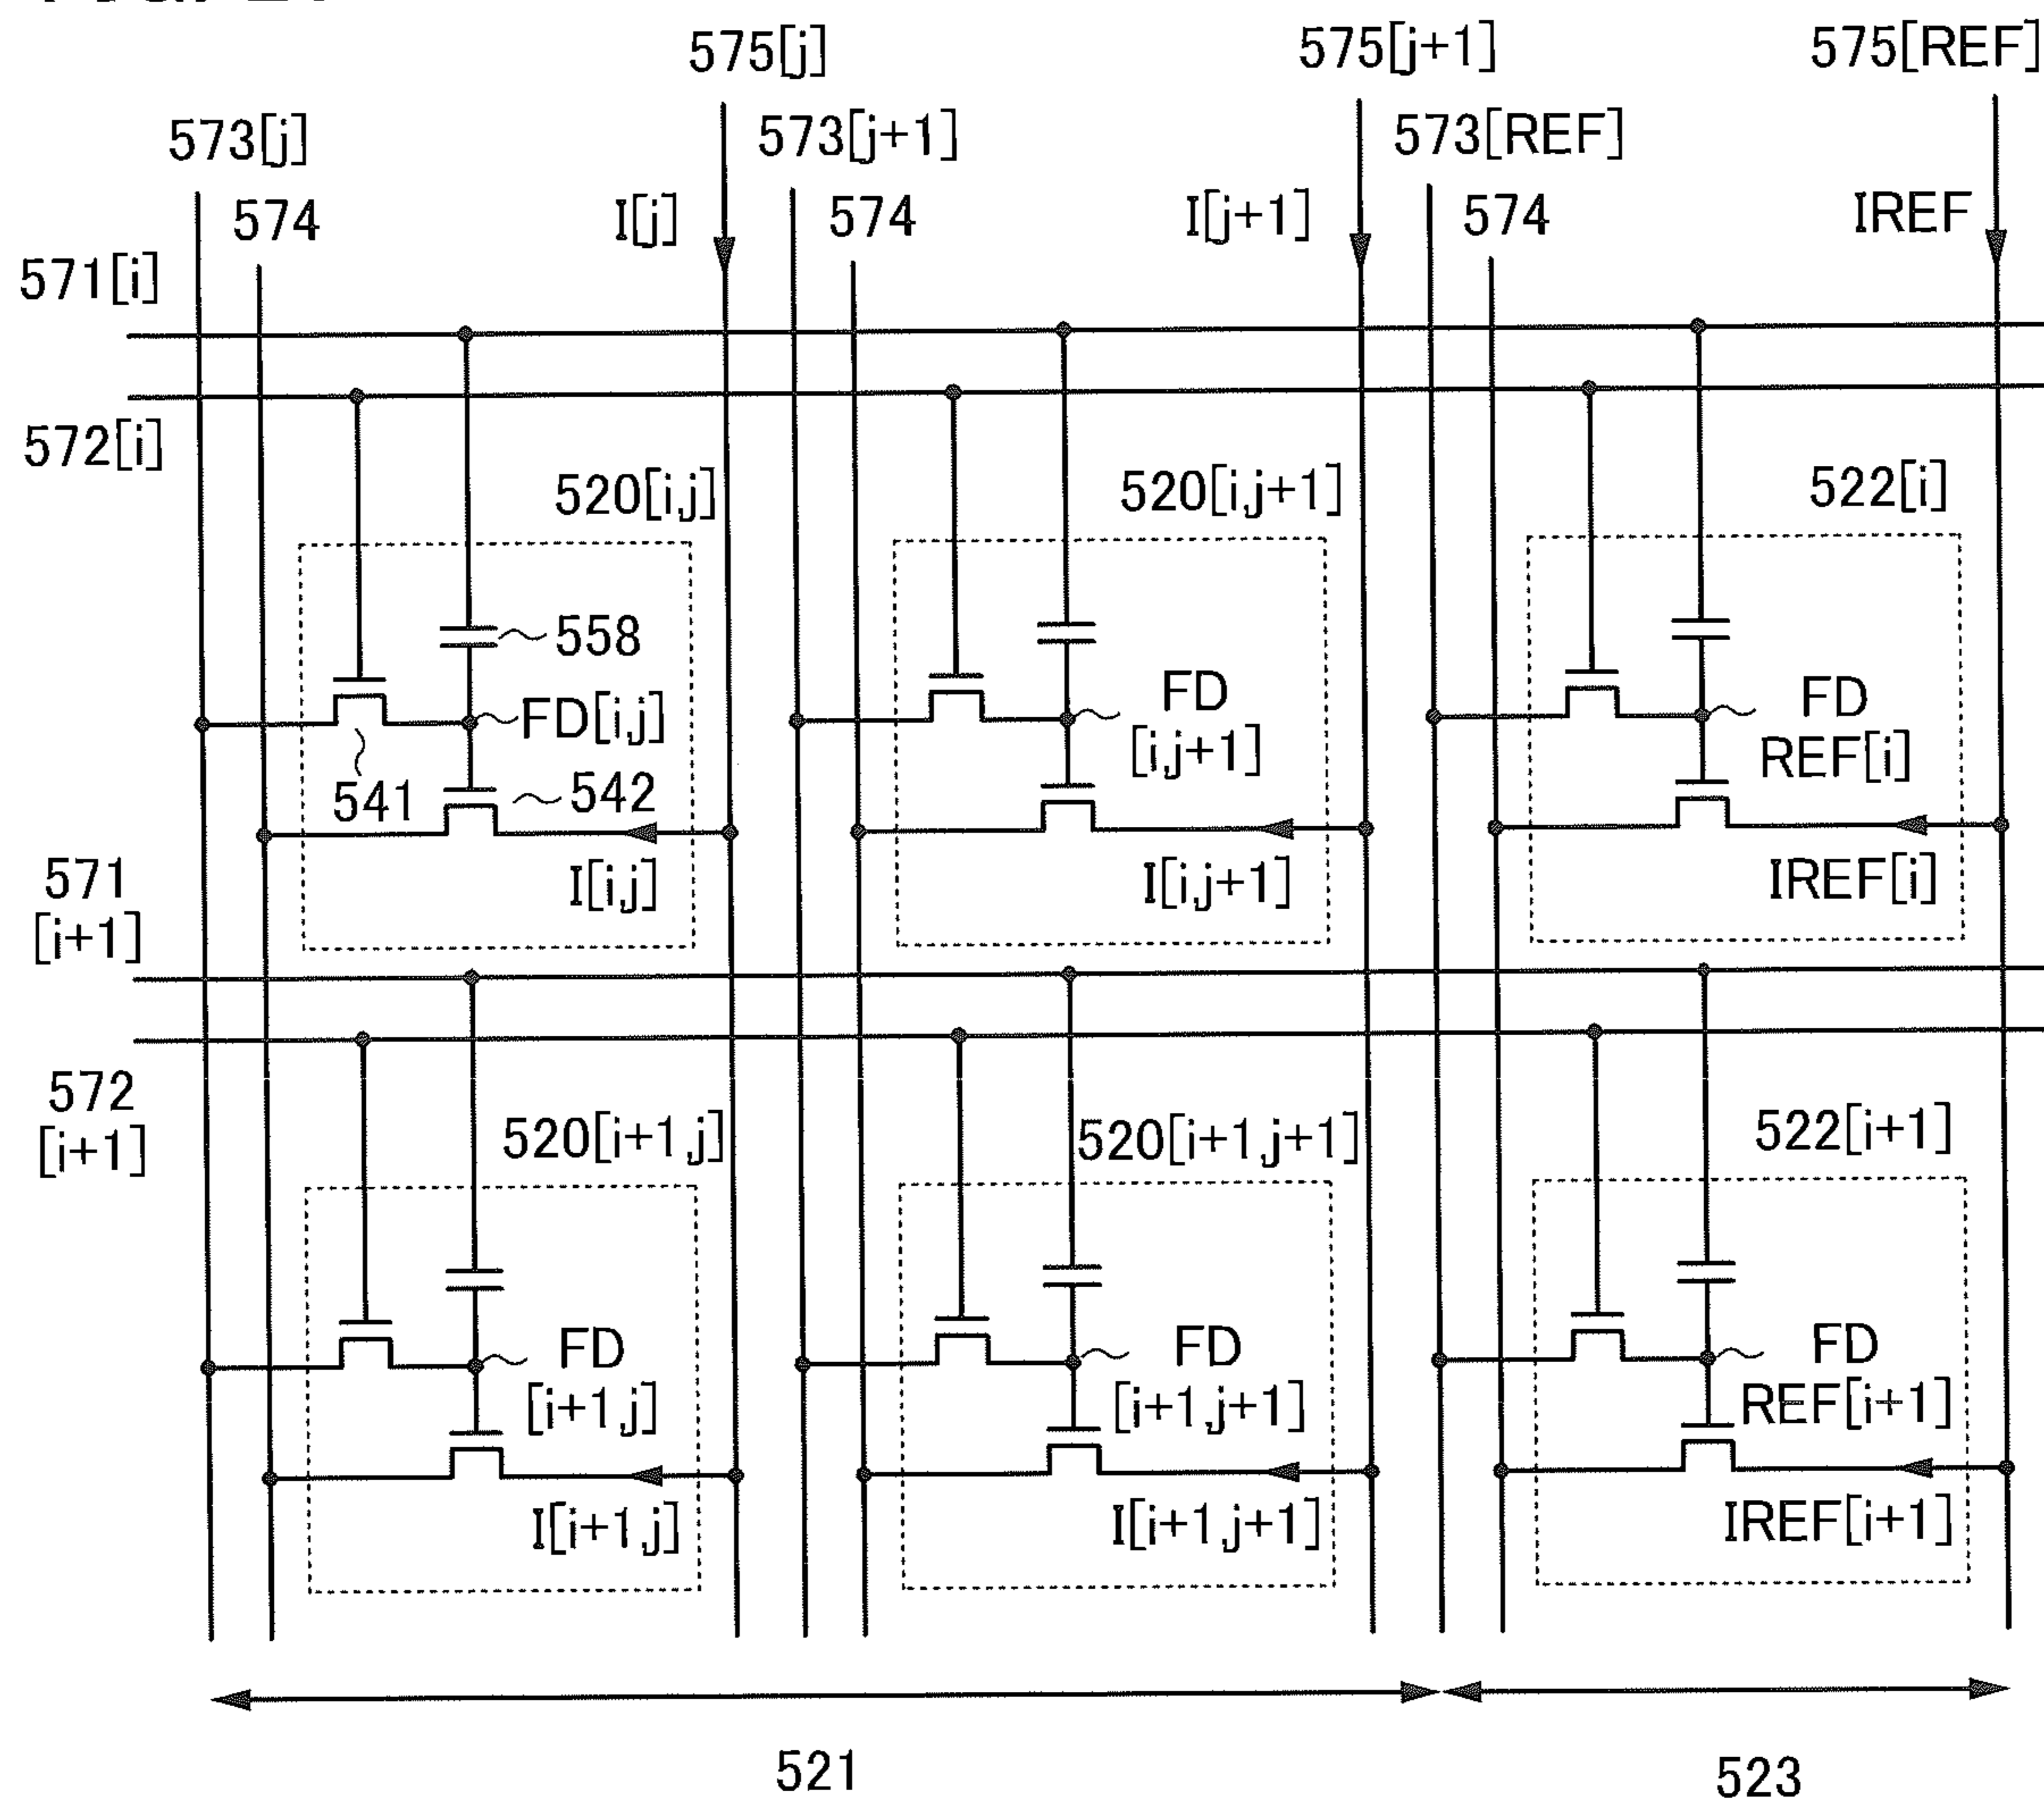 575[j]
575[j+1]
575[REF]
573[j]
573[j+1]
573[REF]
574
I[j]
574
I[j+1]
574
IREF
571[i]
572[i]
520[i,j]
520[i,j+1]
522[i]
558
FD[i,j]
FD
[i,j+1]
FD
REF[i]
541
542
I[i,j]
I[i,j+1]
IREF[i]
571
[i+1]
572
[i+1]
520[i+1,j]
520[i+1,j+1]
522[i+1]
FD
[i+1,j]
FD
[i+1,j+1]
FD
REF[i+1]
I[i+1,j]
I[i+1,j+1]
IREF[i+1]
521
523